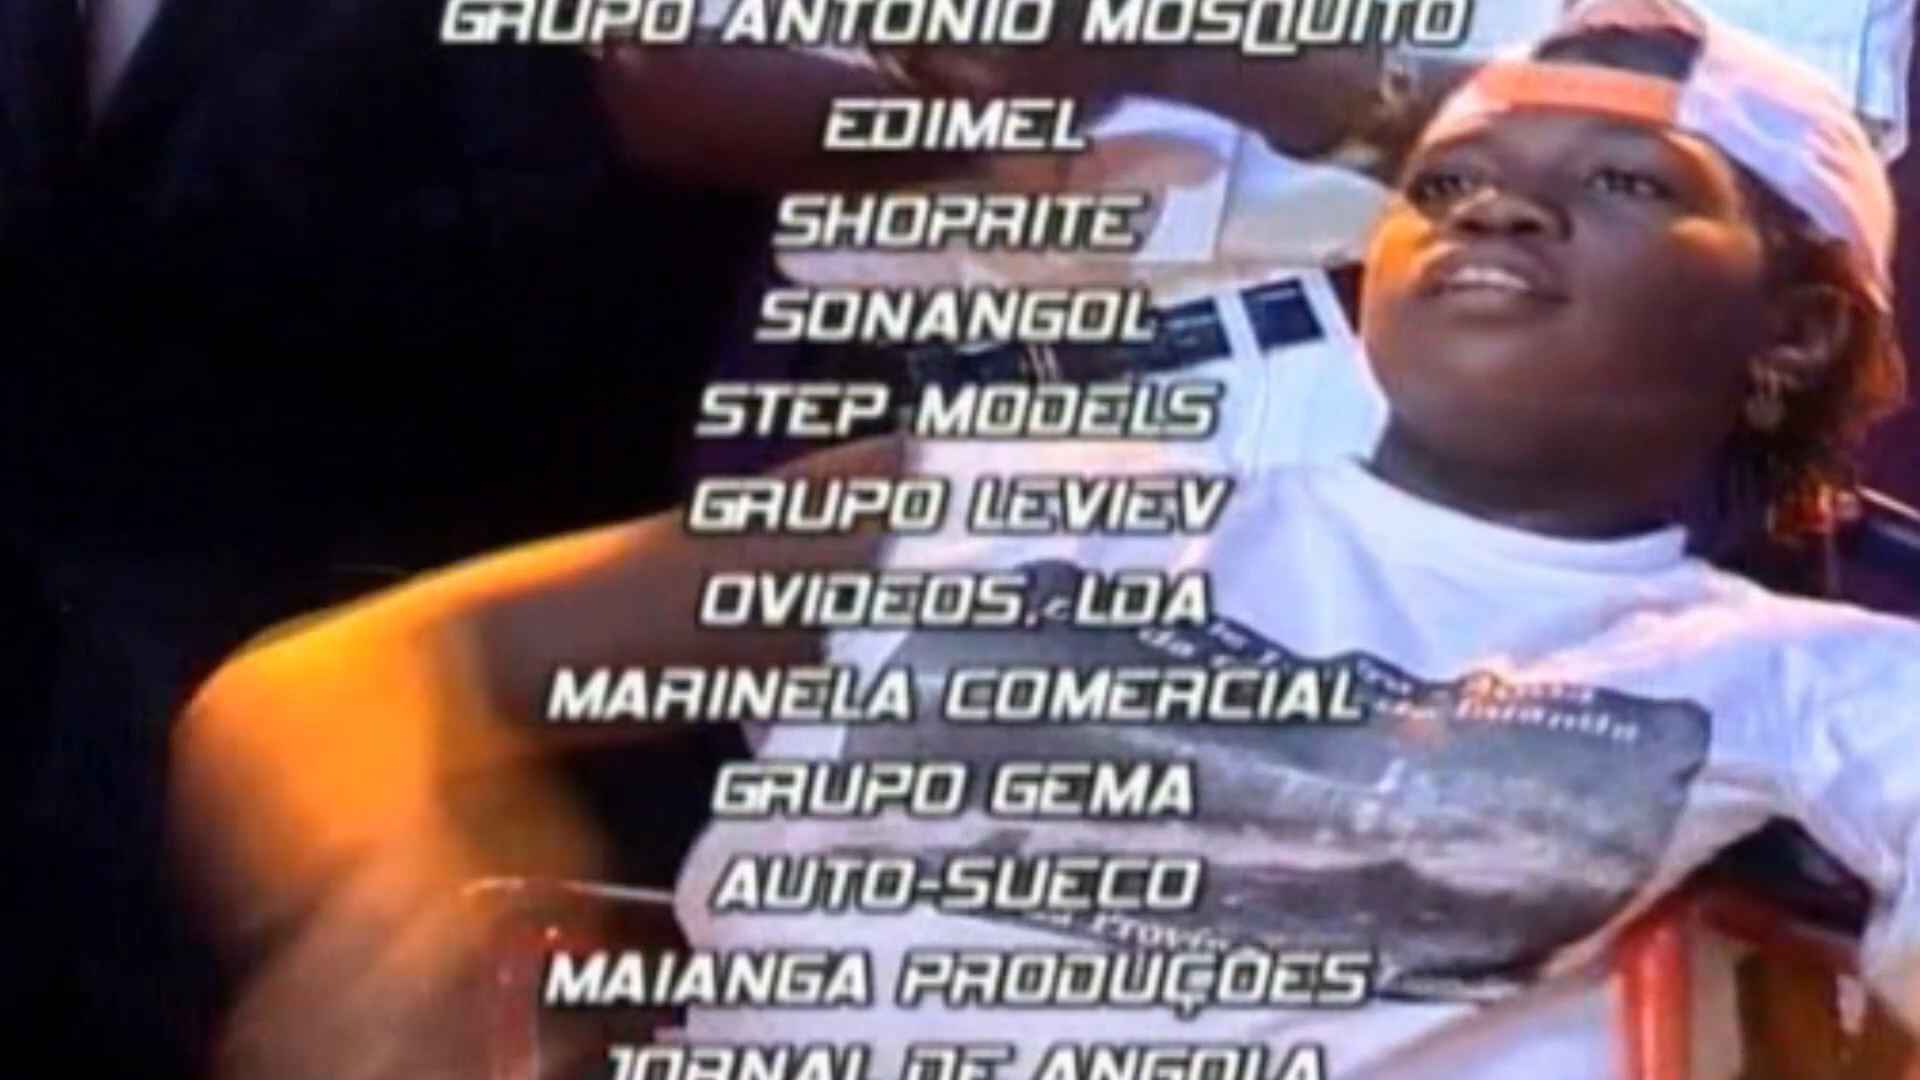 GRUPO ANTONIO MOSQUITO
EDIMEL
SHOPRITE
SONANGOL
STEP MODELS
GRUPO LEVIEV
OVIDEOS, LDA
MARINELA COMERCIAL
GRUPO GEMA
AUTO-SUECO
MAIANGA PRODUÇÕES
JORNAL DE ANGOLA